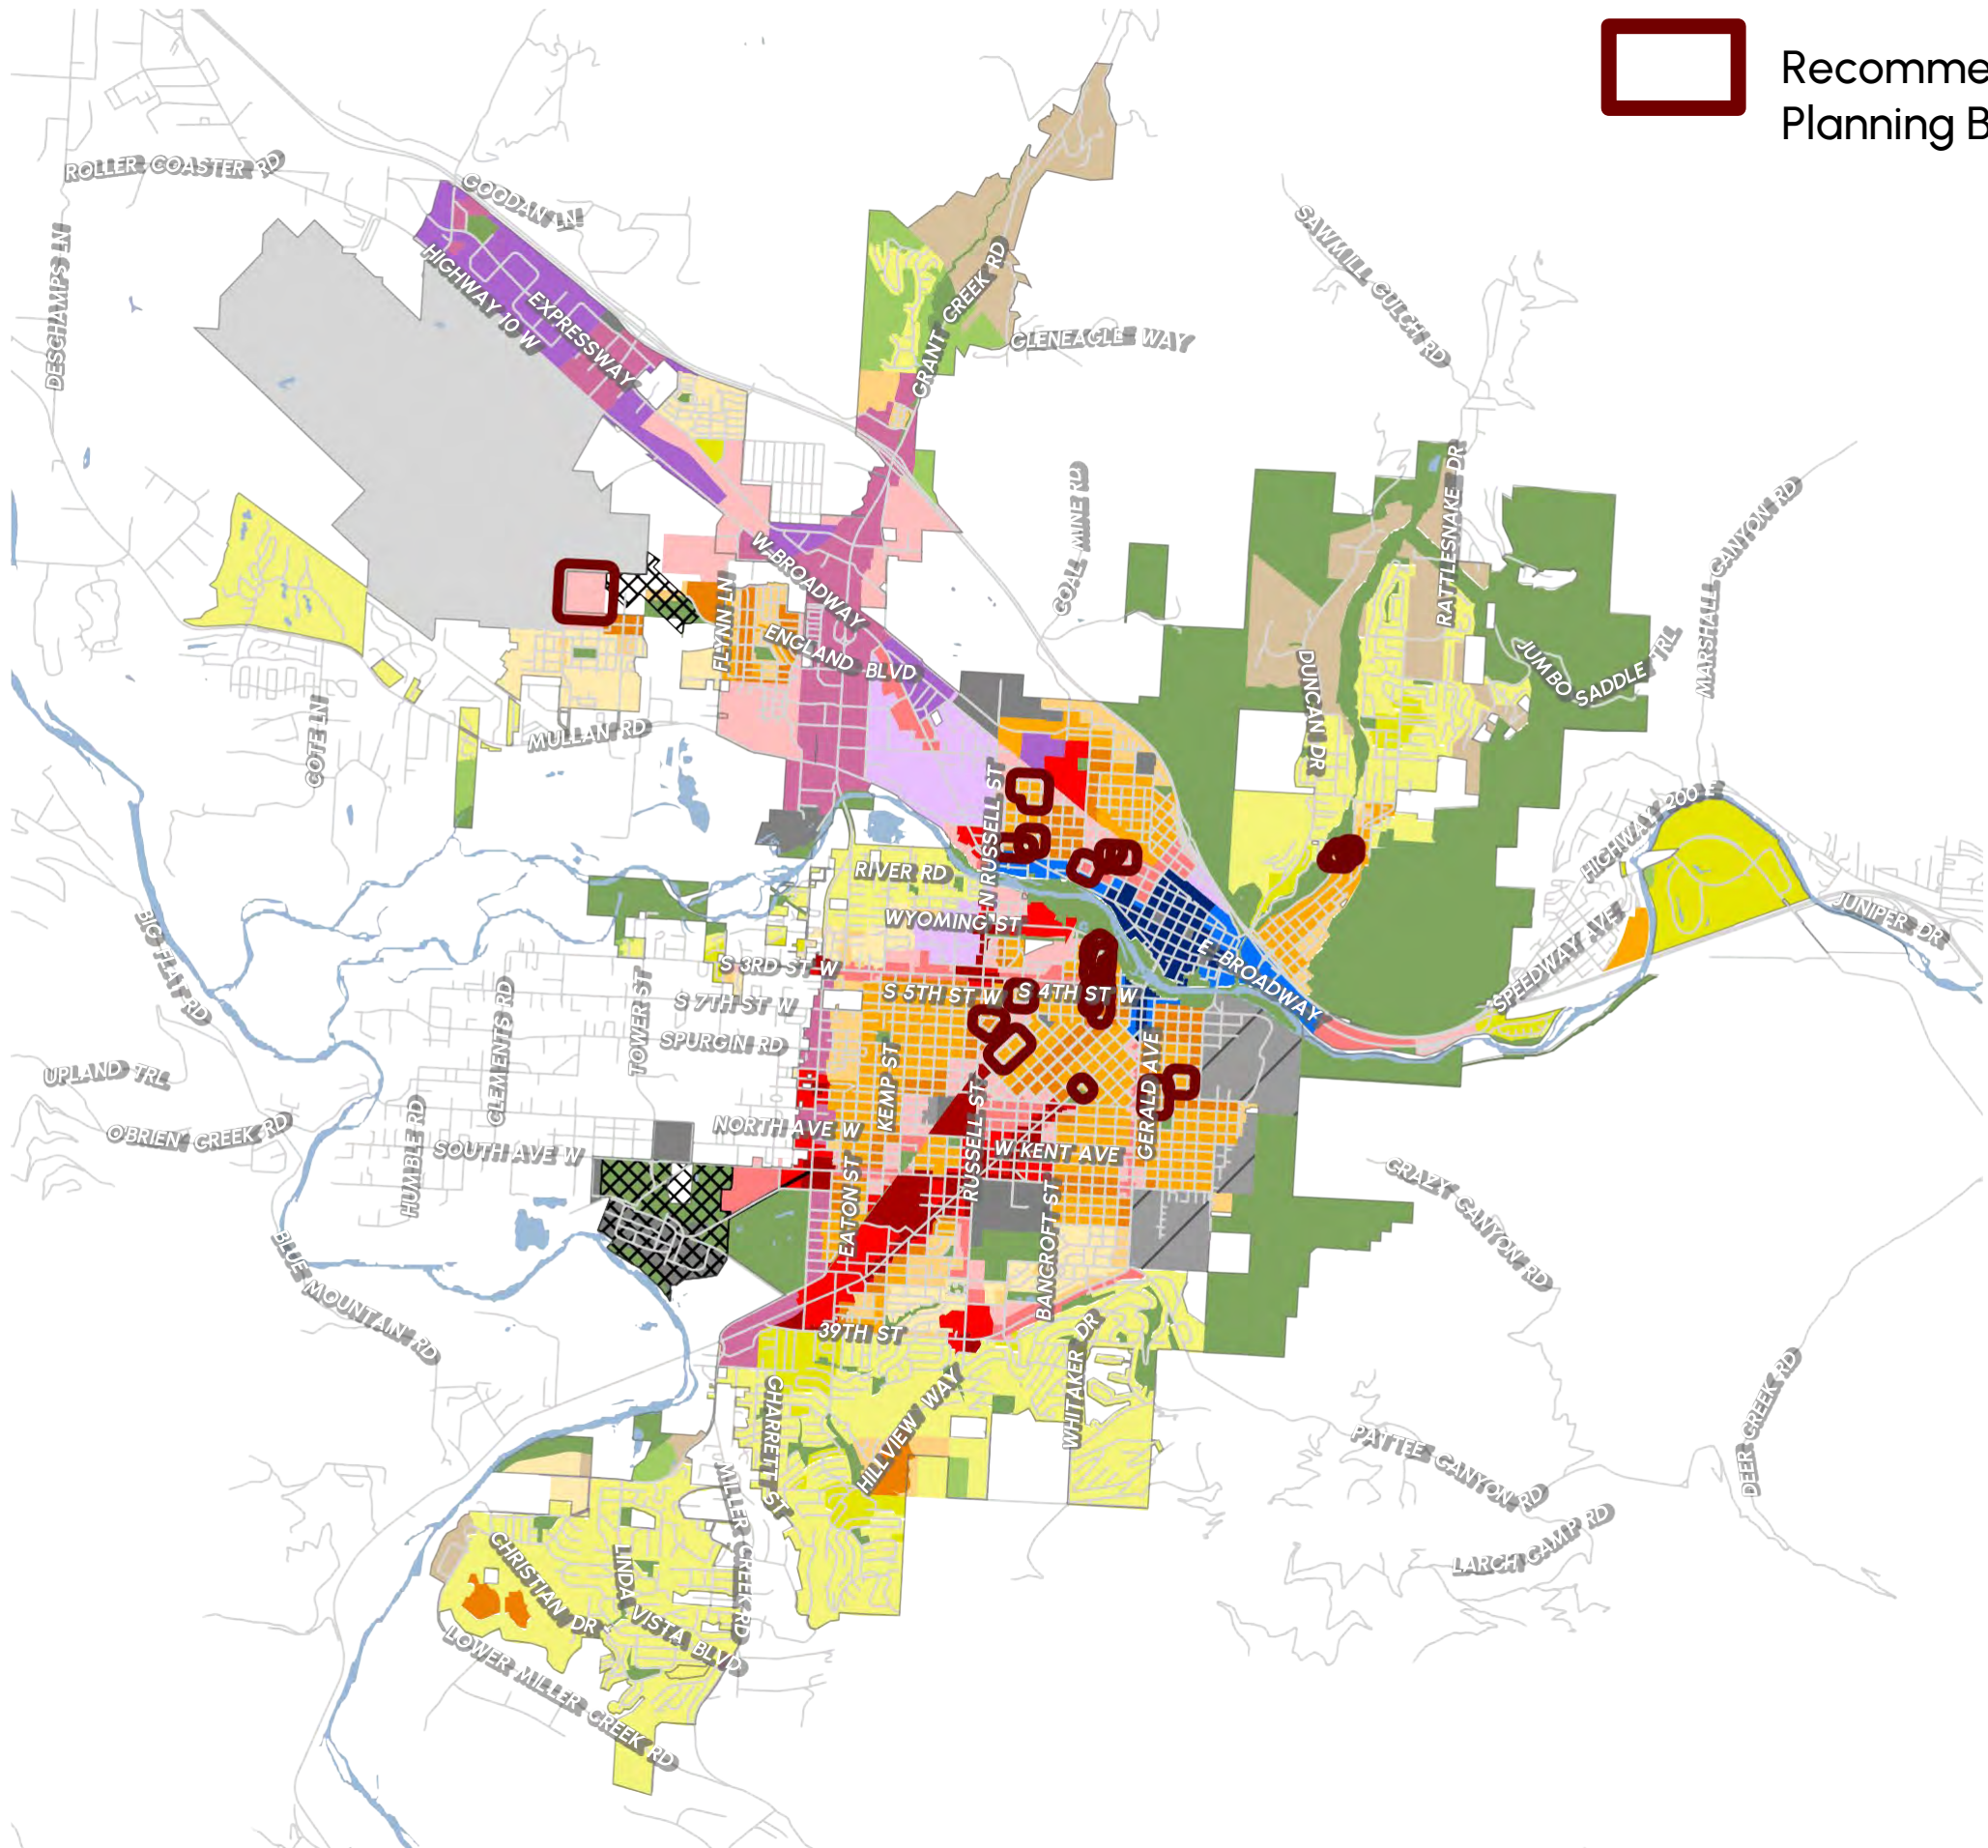 Recomme
Planning B
ROLLER COASTER RD
GOODAN LN
DESCHAMPS LN
HIGHWAY 10 W
EXPRESSWAY
GRANT CREEK RD
GLENEAGLE WAY
SAWMILL GULCH RD
COAL MINE RD
RATTLESNAKE DR
MARSHALL CANYON RD
W BROADWAY
FLYNN LN
ENGLAND BLVD
DUNCAN DR
JUMBO SADDLE TRL
COTE LN
MULLAN RD
N RUSSELL ST
HIGHWAY 200 E
RIVER RD
WYOMING ST
JUNIPER DR
BIG FLAT RD
S 3RD ST W
E BROADWAY
SPEEDWAY AVE
S 5TH ST W
S 4TH ST W
S 7TH ST W
CLEMENTS RD
TOWER ST
SPURGIN RD
KEMP ST
GERALD AVE
UPLAND TRL
OBRIEN CREEK RD
HUMBLE RD
NORTH AVE W
SOUTH AVE W
RUSSELL ST
W KENT AVE
EATON ST
BANCROFT ST
CRAZY CANYON RD
BLUE MOUNTAIN RD
39TH ST
WHITAKER DR
CHARRETT ST
HILLVIEW WAY
PATTEE CANYON RD
DEER CREEK RD
MILLER CREEK RD
LARCH CAMP RD
CHRISTIAN DR
LINDA VISTA BLVD
LOWER MILLER CREEK RD